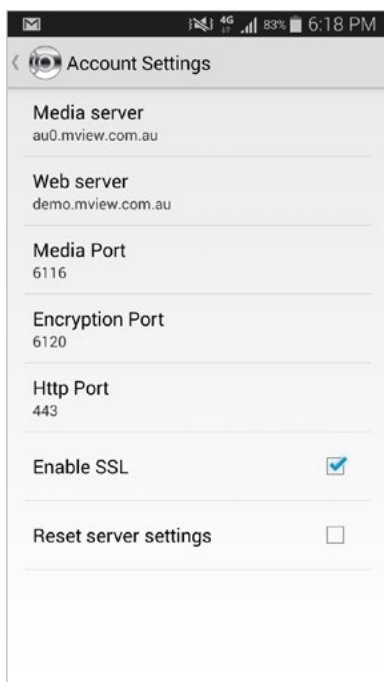 4G 83% 6:18 PM
Account Settings
Media server
au0.mview.com.au
Web server
demo.mview.com.au
Media Port
6116
Encryption Port
6120
Http Port
443
Enable SSL
Reset server settings